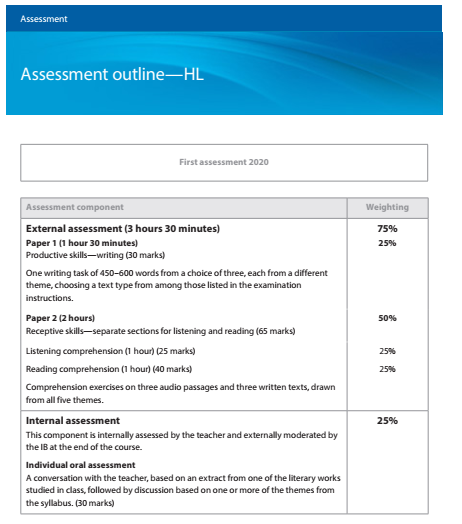 Assessment
Assessment outline—HL
First assessment 2020
Assessment component Weighting
External assessment (3 hours 30 minutes) 75%
Paper 1 (1 hour 30 minutes) 25%
Productive skills—writing (30 marks)
One writing task of 450–600 words from a choice of three, each from a different
theme, choosing a text type from among those listed in the examination
instructions.
Paper 2 (2 hours) 50%
Receptive skills—separate sections for listening and reading (65 marks)
Listening comprehension (1 hour) (25 marks) 25%
Reading comprehension (1 hour) (40 marks) 25%
Comprehension exercises on three audio passages and three written texts, drawn
from all five themes.
Internal assessment 25%
This component is internally assessed by the teacher and externally moderated by
the IB at the end of the course.
Individual oral assessment
A conversation with the teacher, based on an extract from one of the literary works
studied in class, followed by discussion based on one or more of the themes from
the syllabus. (30 marks)